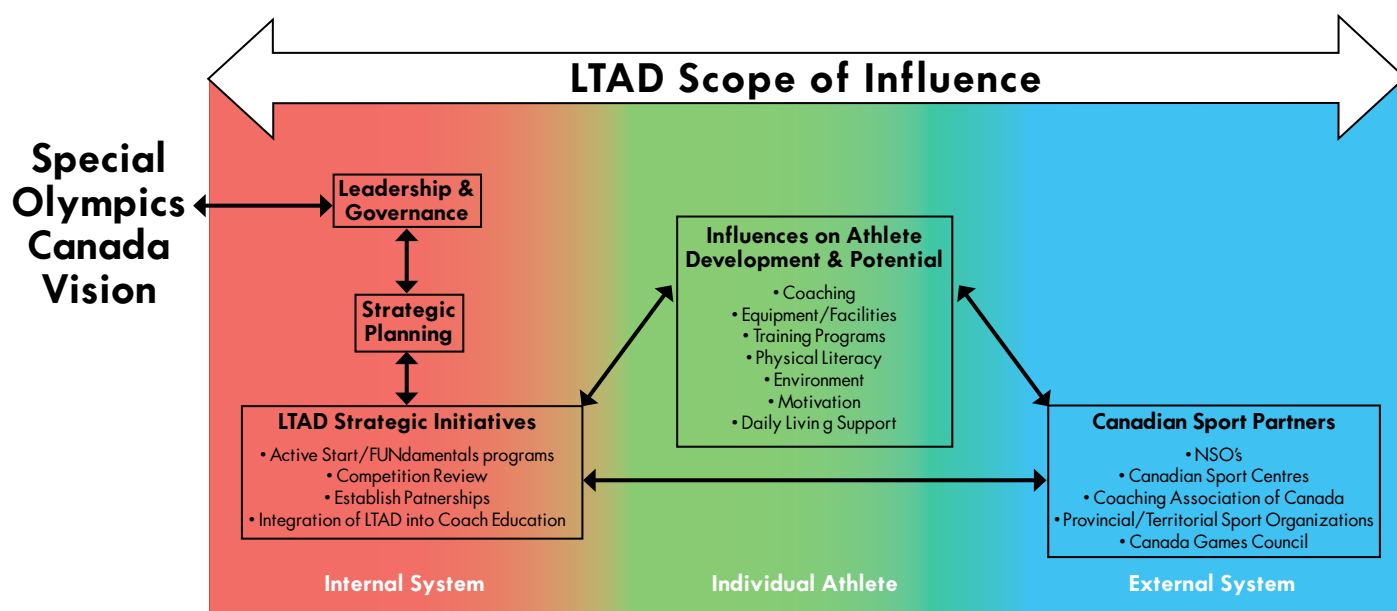 LTAD Scope of Influence
Special
Olympics
Canada
Vision
Leadership &
Governance
Strategic
Planning
LTAD Strategic Initiatives
• Active Start/FUNdamentals programs
• Competition Review
• Establish Patnerships
• Integration of LTAD into Coach Education
Internal System
Influences on Athlete
Development & Potential
• Coaching
• Equipment/Facilities
• Training Programs
• Physical Literacy
• Environment
• Motivation
• Daily Living Support
Individual Athlete
Canadian Sport Partners
• NSO's
• Canadian Sport Centres
• Coaching Association of Canada
• Provincial/Territorial Sport Organizations
• Canada Games Council
External System